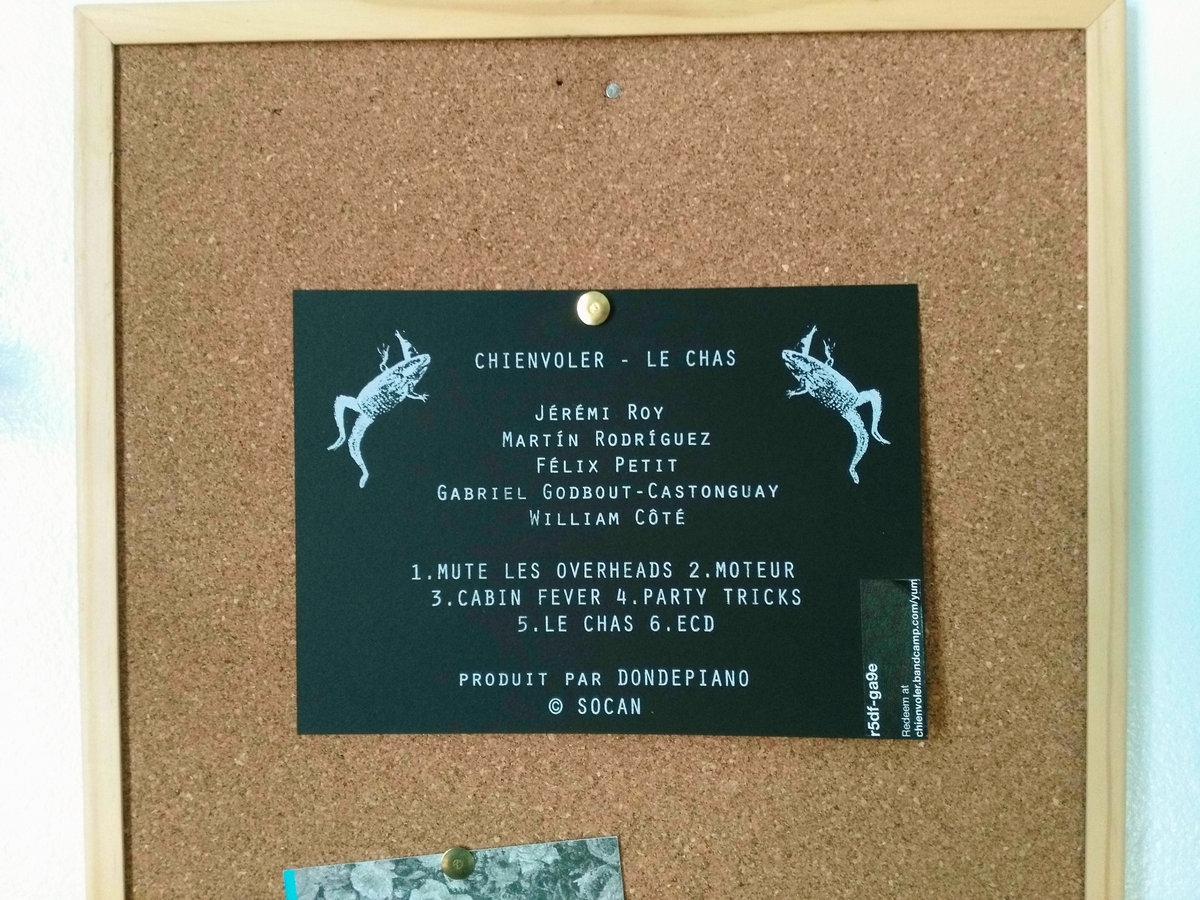 CHIENVOLER - LE CHAS
JÉRÉMI ROY
MARTÍN RODRÍGUEZ
FÉLIX PETIT
GABRIEL GODBOUT-CASTONGUAY
WILLIAM CÔTÉ
1.MUTE LES OVERHEADS 2.MOTEUR
3.CABIN FEVER 4.PARTY TRICKS
5.LE CHAS 6.ECD
PRODUIT PAR DONDEPIANO
© SOCAN
r5df-ga9e
Redeem at
chienvoler.bandcamp.com/yum